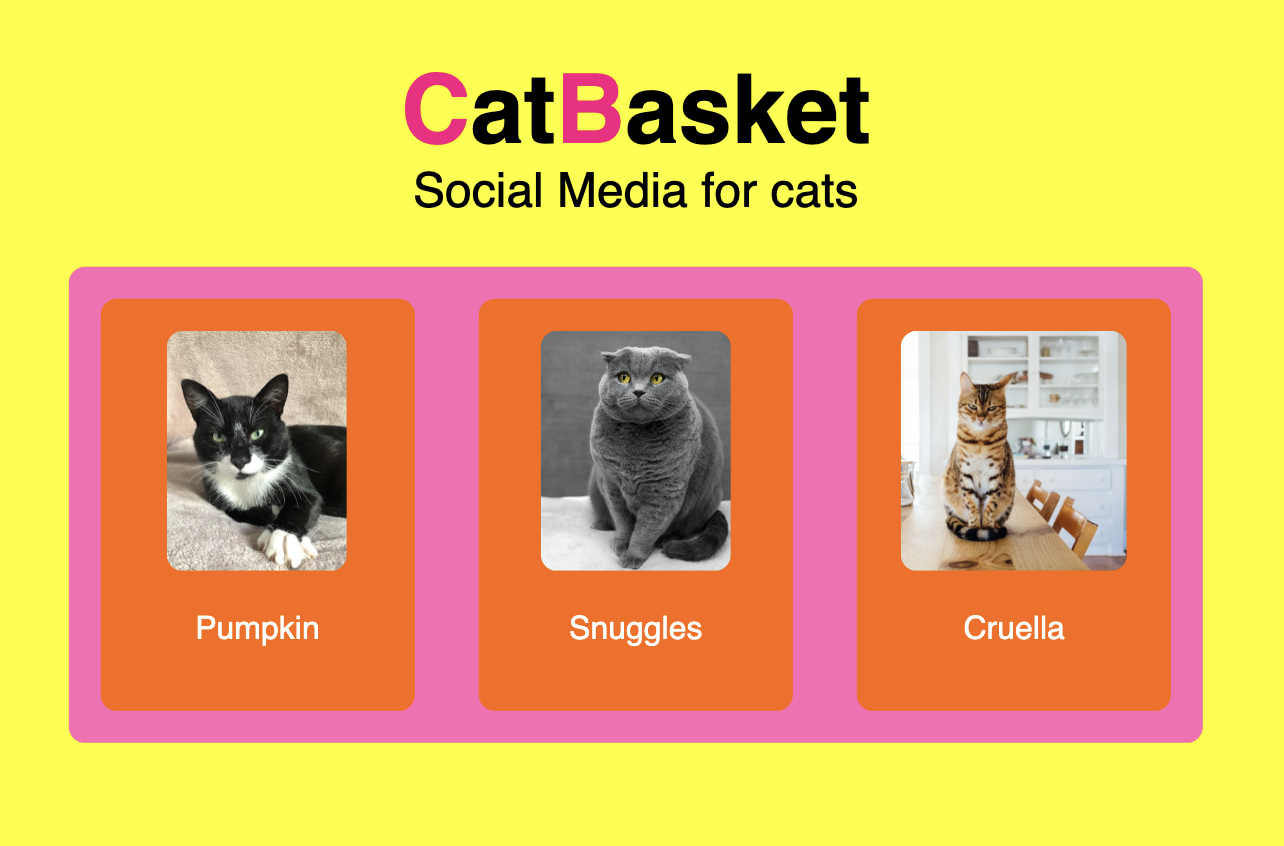 CatBasket
Social Media for cats
Pumpkin
Snuggles
Cruella